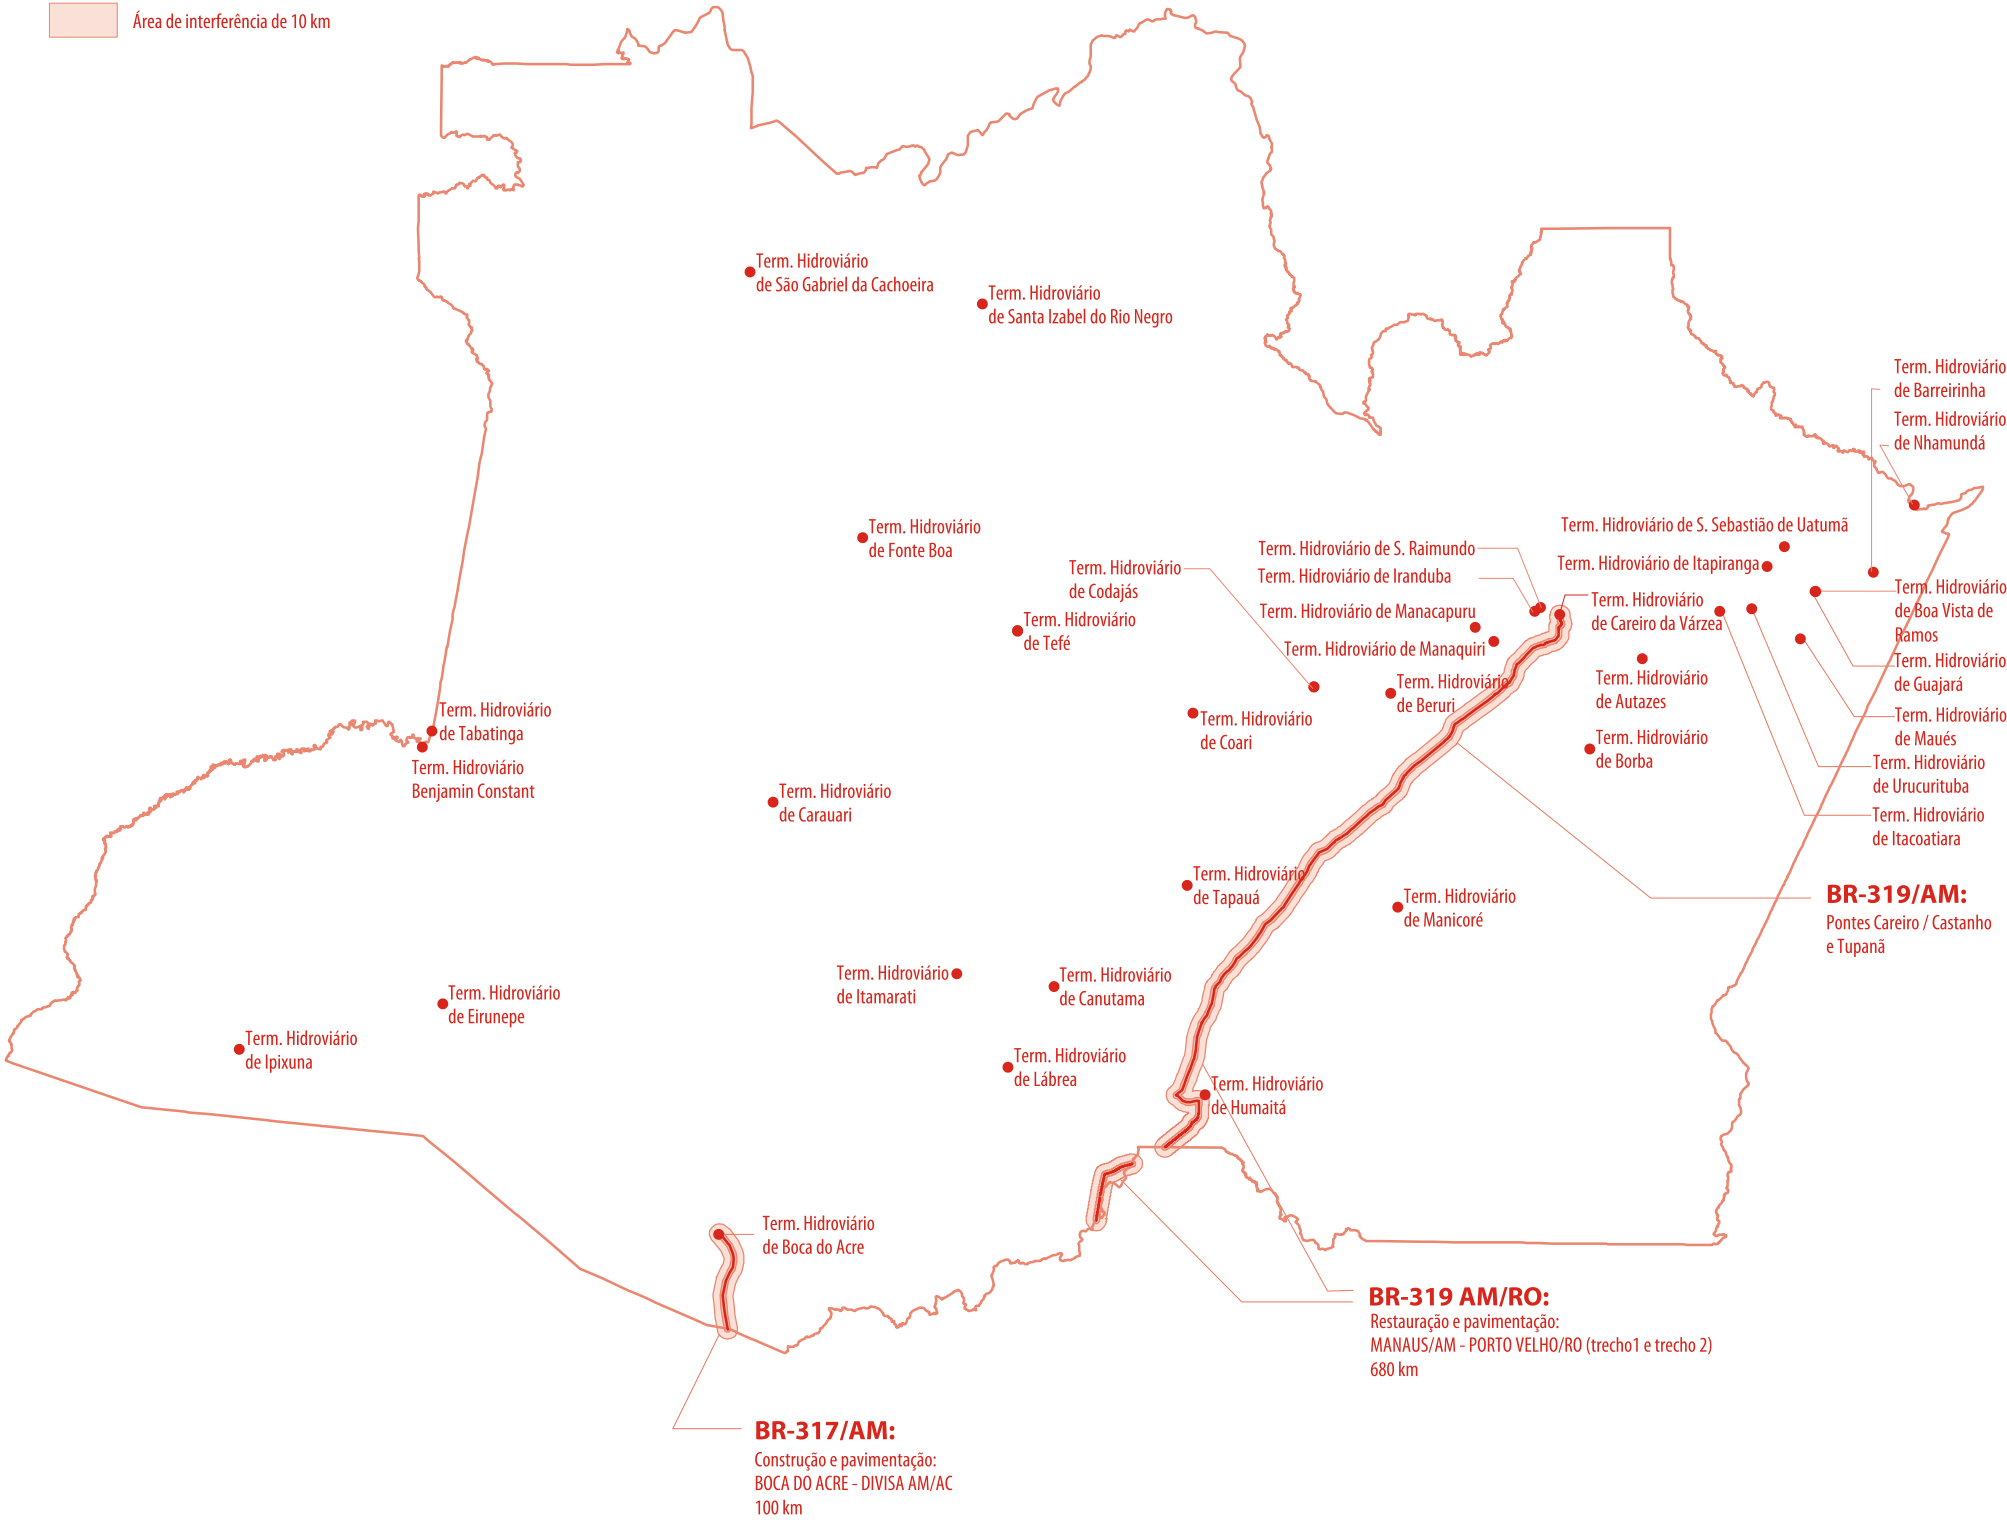 Área de interferência de 10 km
Term. Hidroviário
de São Gabriel da Cachoeira
Term. Hidroviário
de Santa Izabel do Rio Negro
Term. Hidroviário
de Barreirinha
Term. Hidroviário
de Nhamundá
Term. Hidroviário de S. Sebastião de Uatumã
Term. Hidroviário
de Fonte Boa
Term. Hidroviário de S. Raimundo
Term. Hidroviário de Itapiranga
Term. Hidroviário
de Codajás
Term. Hidroviário de Iranduba
Term. Hidroviário
de Boa Vista de
Ramos
Term. Hidroviário
de Careiro da Várzea
Term. Hidroviário de Manacapuru
Term. Hidroviário
de Tefé
Term. Hidroviário de Manaquiri
Term. Hidroviário
de Guajará
Term. Hidroviário
de Beruri
Term. Hidroviário
de Autazes
Term. Hidroviário
de Tabatinga
Term. Hidroviário
de Coari
Term. Hidroviário
de Maués
Term. Hidroviário
de Borba
Term. Hidroviário
Benjamin Constant
Term. Hidroviário
de Urucurituba
Term. Hidroviário
de Carauari
Term. Hidroviário
de Itacoatiara
Term. Hidroviário
de Tapauá
Term. Hidroviário
de Manicoré
BR-319/AM:
Pontes Careiro / Castanho
e Tupanã
Term. Hidroviário
de Itamarati
Term. Hidroviário
de Canutama
Term. Hidroviário
de Eirunepe
Term. Hidroviário
de Ipixuna
Term. Hidroviário
de Lábrea
Term. Hidroviário
de Humaitá
Term. Hidroviário
de Boca do Acre
BR-319 AM/RO:
Restauração e pavimentação:
MANAUS/AM - PORTO VELHO/RO (trecho1 e trecho 2)
680 km
BR-317/AM:
Construção e pavimentação:
BOCA DO ACRE - DIVISA AM/AC
100 km